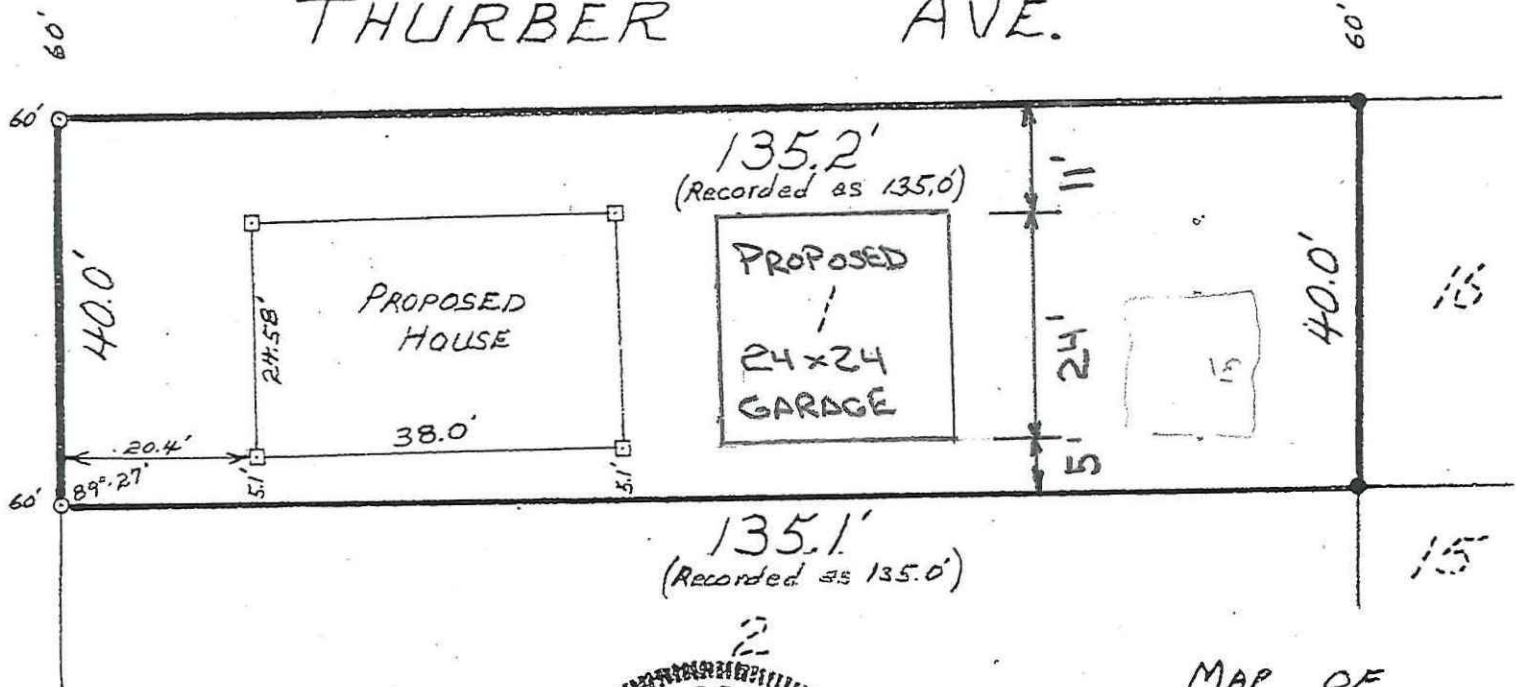 60' THURBER AVE. 60'
60'
135.2'
(Recorded as 135.0')
11'
40.0'
24.58'
PROPOSED
HOUSE
PROPOSED
1
24x24
GARAGE
24'
40.0'
20.4'
38.0'
89°-27'
5.1'
5.1'
5'
60'
135.1'
(Recorded as 135.0')
15
2
MAP OF